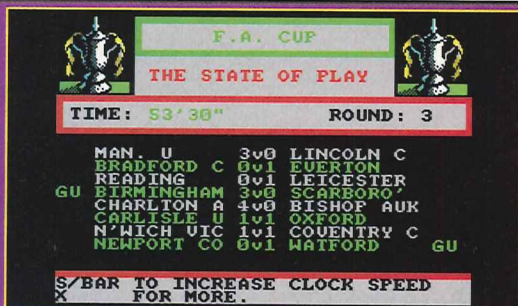 F.A. CUP
THE STATE OF PLAY
TIME: 53'30" ROUND: 3
MAN. U 3v0 LINCOLN C
BRADFORD C 0v1 EVERTON
READING 0v1 LEICESTER
GU BIRMINGHAM 3v0 SCARBORO'
CHARLTON A 4v0 BISHOP AUK
CARLISLE U 1v1 OXFORD
N'WICH VIC 1v1 COVENTRY C
NEWPORT CO 0v1 WATFORD GU
S/BAR TO INCREASE CLOCK SPEED
X FOR MORE.